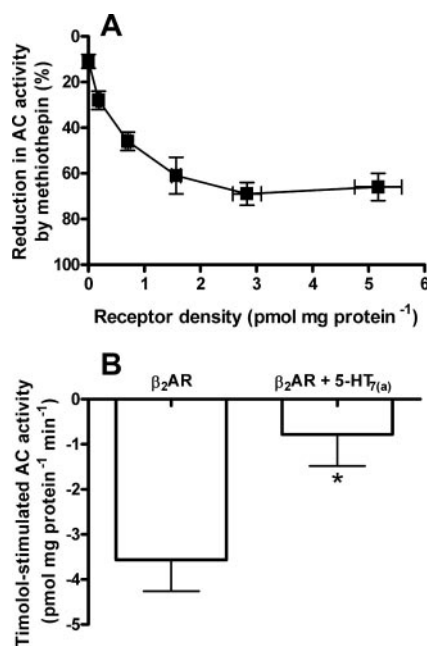 A
Reduction in AC activity
by methiothepin (%)
0
20
40
60
80
100
0 1 2 3 4 5 6
Receptor density (pmol mg protein⁻¹)
B
β₂AR β₂AR + 5-HT₇₍ₐ₎
Timolol-stimulated AC activity
(pmol mg protein⁻¹ min⁻¹)
0
-1
-2
-3
-4
-5
*